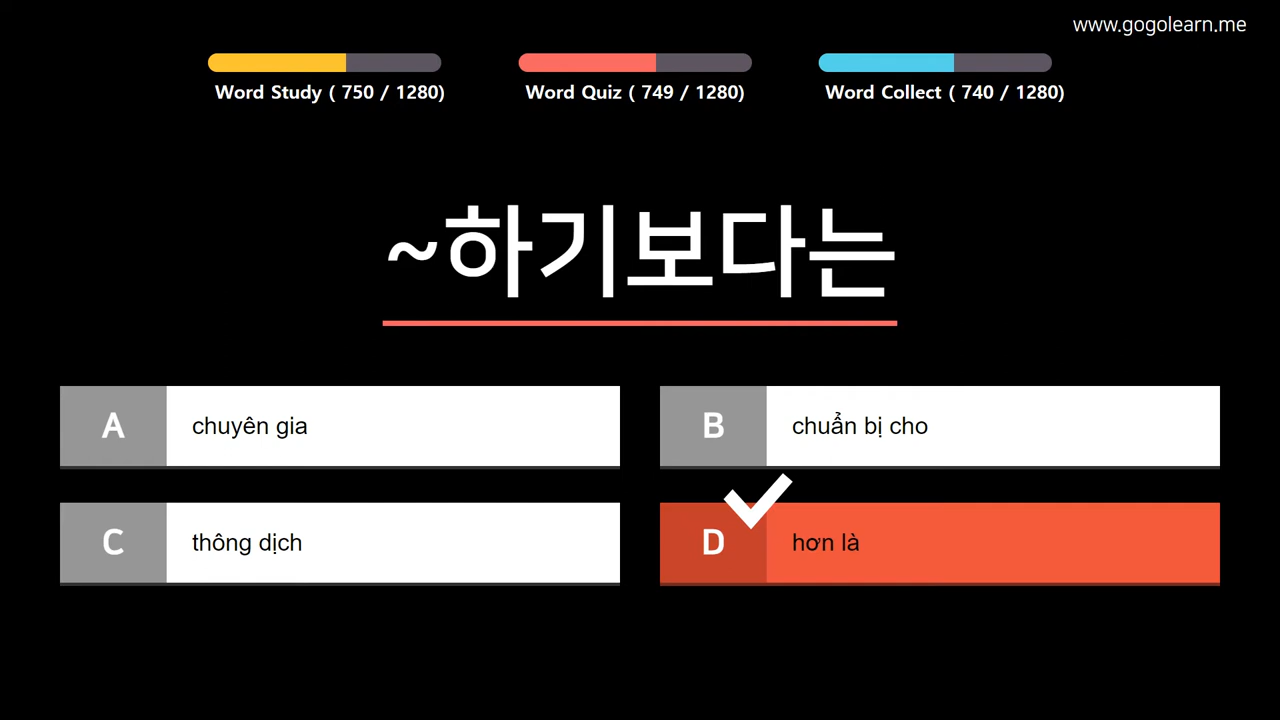 www.gogolearn.me
Word Study ( 750 / 1280)
Word Quiz ( 749 / 1280)
Word Collect ( 740 / 1280)
~하기보다는
A chuyên gia
B chuẩn bị cho
C thông dịch
D hơn là